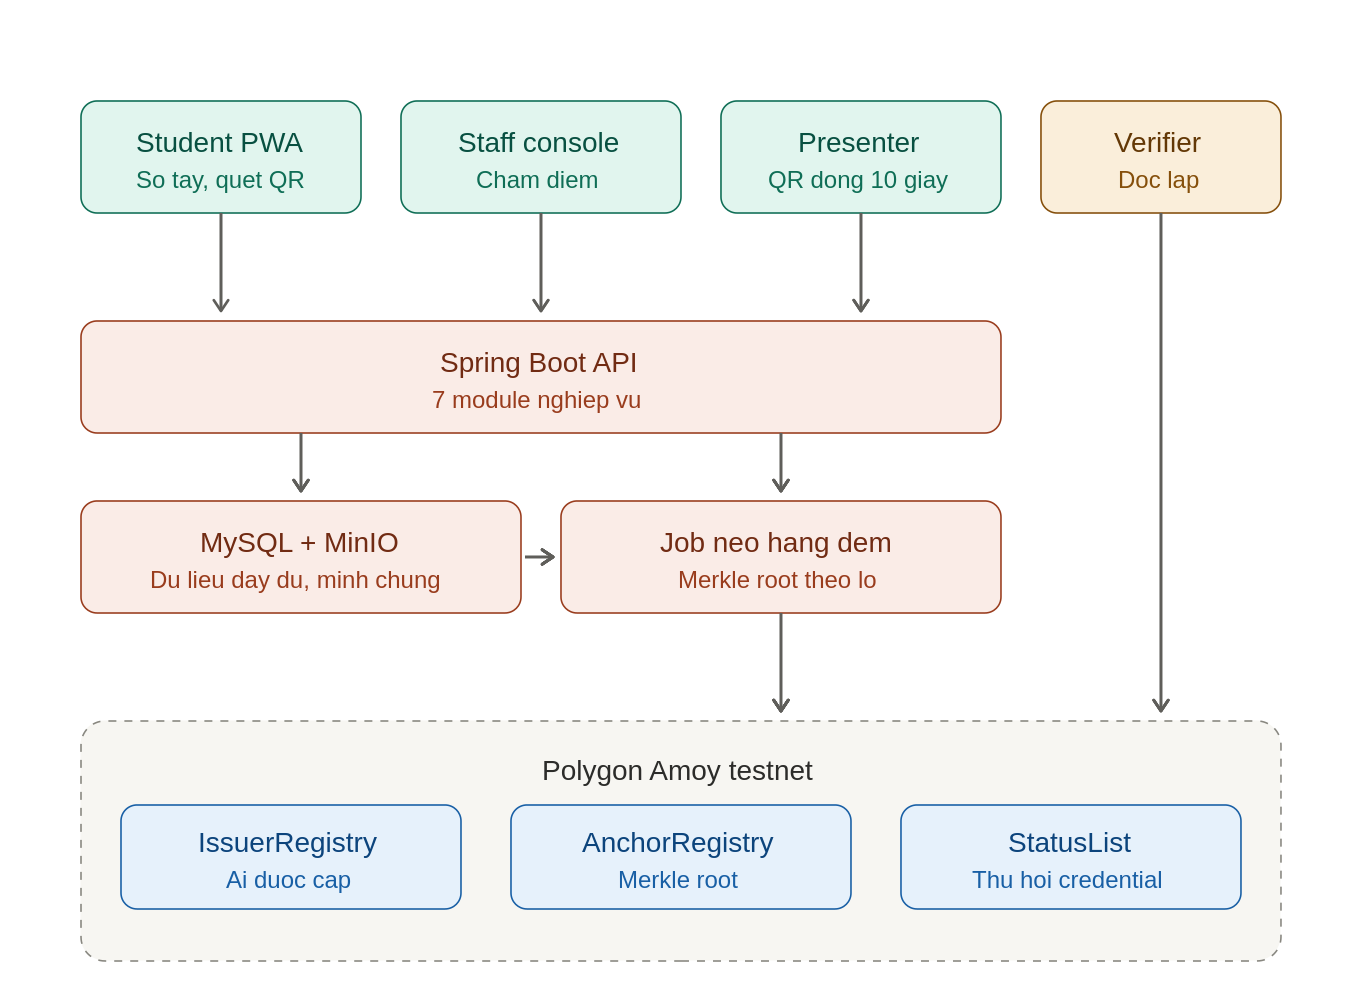 Student PWA
So tay, quet QR
Staff console
Cham diem
Presenter
QR dong 10 giay
Verifier
Doc lap
Spring Boot API
7 module nghiep vu
MySQL + MinIO
Du lieu day du, minh chung
Job neo hang dem
Merkle root theo lo
Polygon Amoy testnet
IssuerRegistry
Ai duoc cap
AnchorRegistry
Merkle root
StatusList
Thu hoi credential